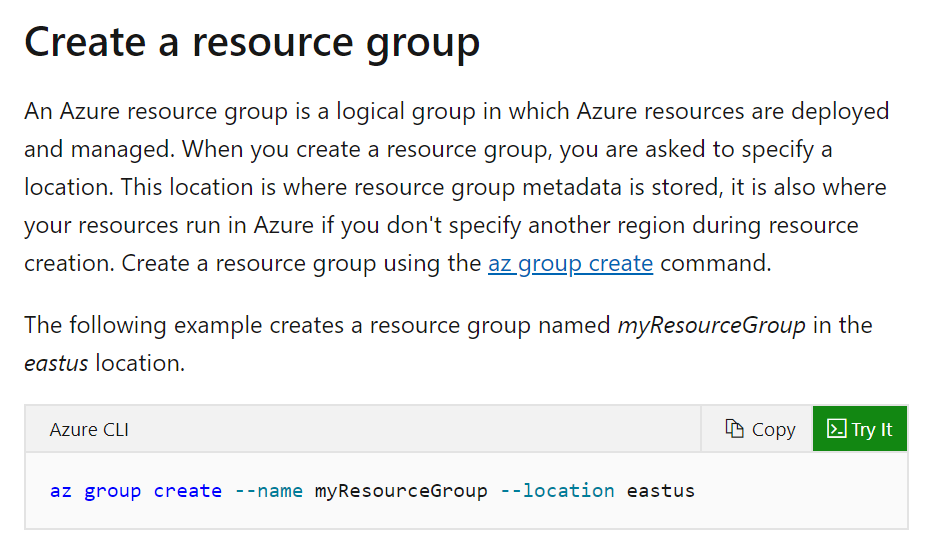 Create a resource group
An Azure resource group is a logical group in which Azure resources are deployed
and managed. When you create a resource group, you are asked to specify a
location. This location is where resource group metadata is stored, it is also where
your resources run in Azure if you don't specify another region during resource
creation. Create a resource group using the az group create command.
The following example creates a resource group named myResourceGroup in the
eastus location.
Azure CLI Copy Try It
az group create --name myResourceGroup --location eastus